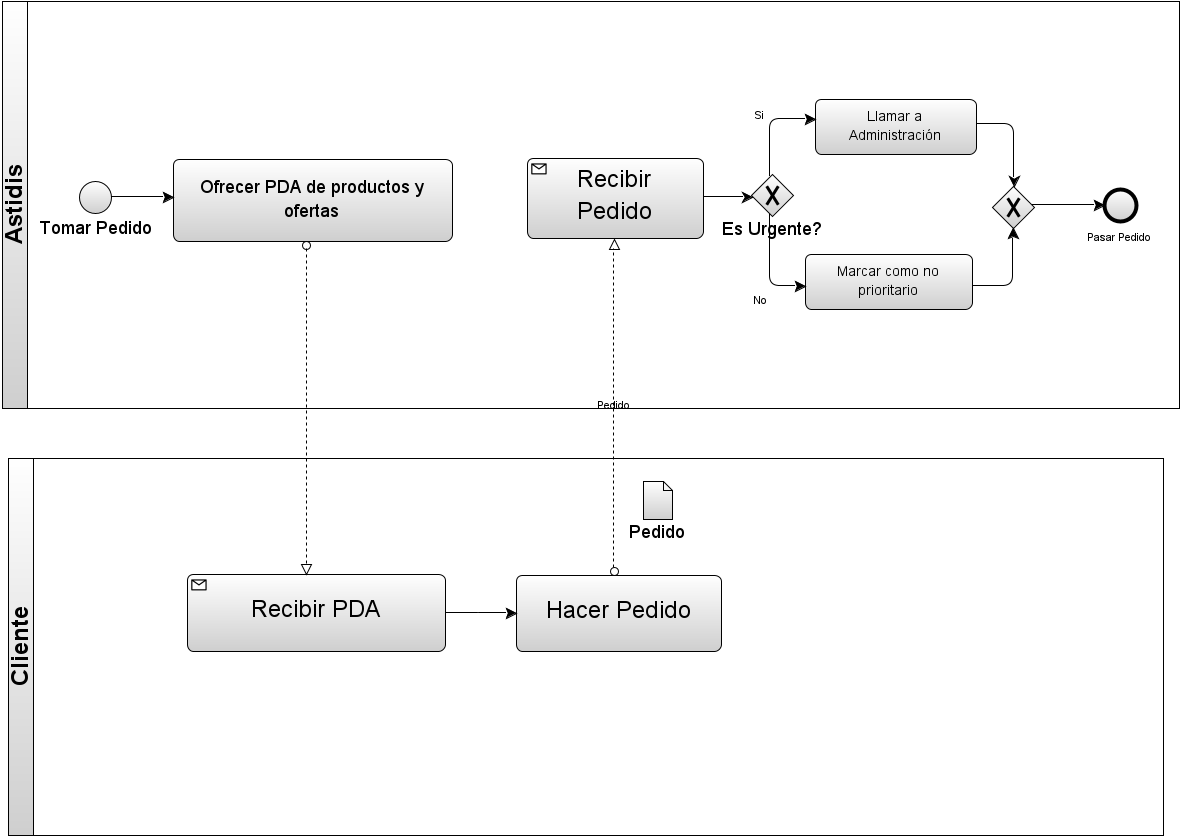 Astidis
Tomar Pedido
Ofrecer PDA de productos y
ofertas
Recibir
Pedido
Es Urgente?
Si
Llamar a
Administración
No
Marcar como no
prioritario
Pasar Pedido
Pedido
Cliente
Recibir PDA
Hacer Pedido
Pedido